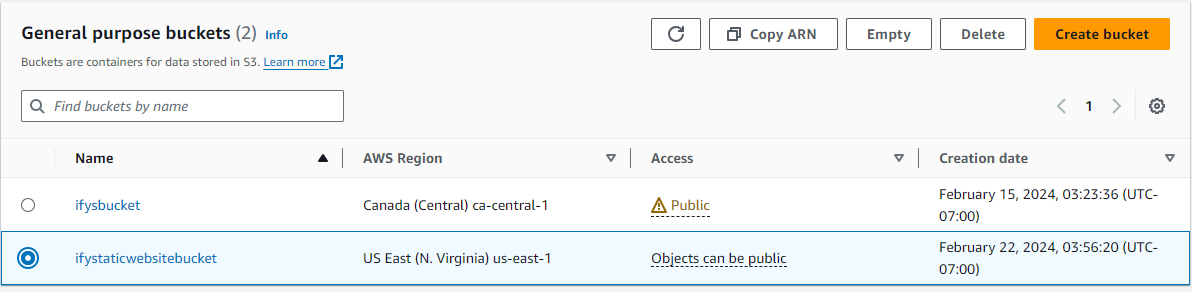 General purpose buckets (2) Info
Copy ARN
Empty
Delete
Create bucket
Buckets are containers for data stored in S3. Learn more
Find buckets by name
1
Name
AWS Region
Access
Creation date
ifysbucket
Canada (Central) ca-central-1
Public
February 15, 2024, 03:23:36 (UTC-
07:00)
ifystaticwebsitebucket
US East (N. Virginia) us-east-1
Objects can be public
February 22, 2024, 03:56:20 (UTC-
07:00)